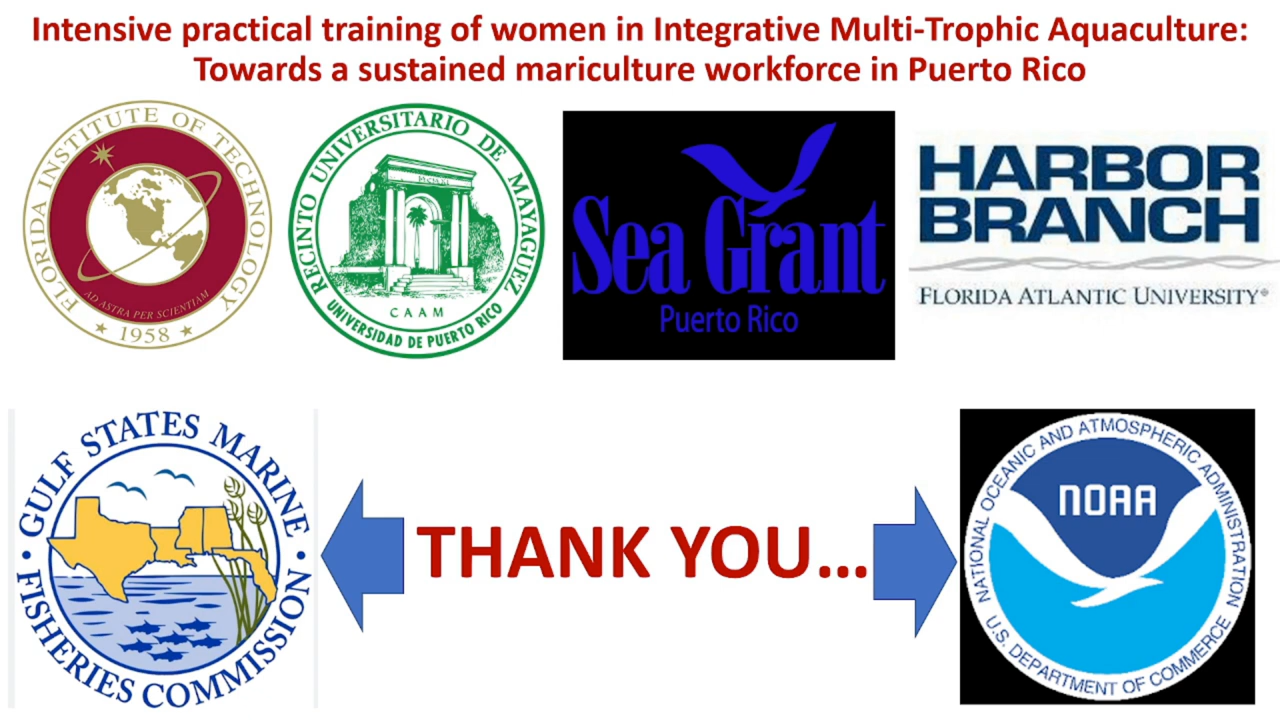 Intensive practical training of women in Integrative Multi-Trophic Aquaculture:
Towards a sustained mariculture workforce in Puerto Rico
FLORIDA INSTITUTE OF TECHNOLOGY
AD ASTRA PER SCIENTIAM
1958
RECINTO UNIVERSITARIO DE MAYAGUEZ
CAAM
UNIVERSIDAD DE PUERTO RICO
Sea Grant
Puerto Rico
HARBOR
BRANCH
FLORIDA ATLANTIC UNIVERSITY®
GULF STATES MARINE
FISHERIES COMMISSION
THANK YOU...
NATIONAL OCEANIC AND ATMOSPHERIC ADMINISTRATION
NOAA
U.S. DEPARTMENT OF COMMERCE